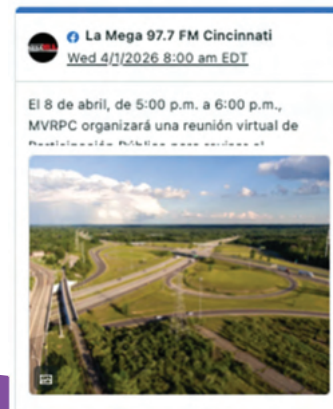 La Mega 97.7 FM Cincinnati
Wed 4/1/2026 8:00 am EDT
El 8 de abril, de 5:00 p.m. a 6:00 p.m.,
MVRPC organizará una reunión virtual de